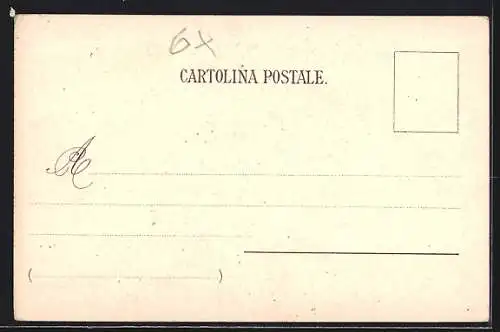 6x
CARTOLINA POSTALE.
A
( )